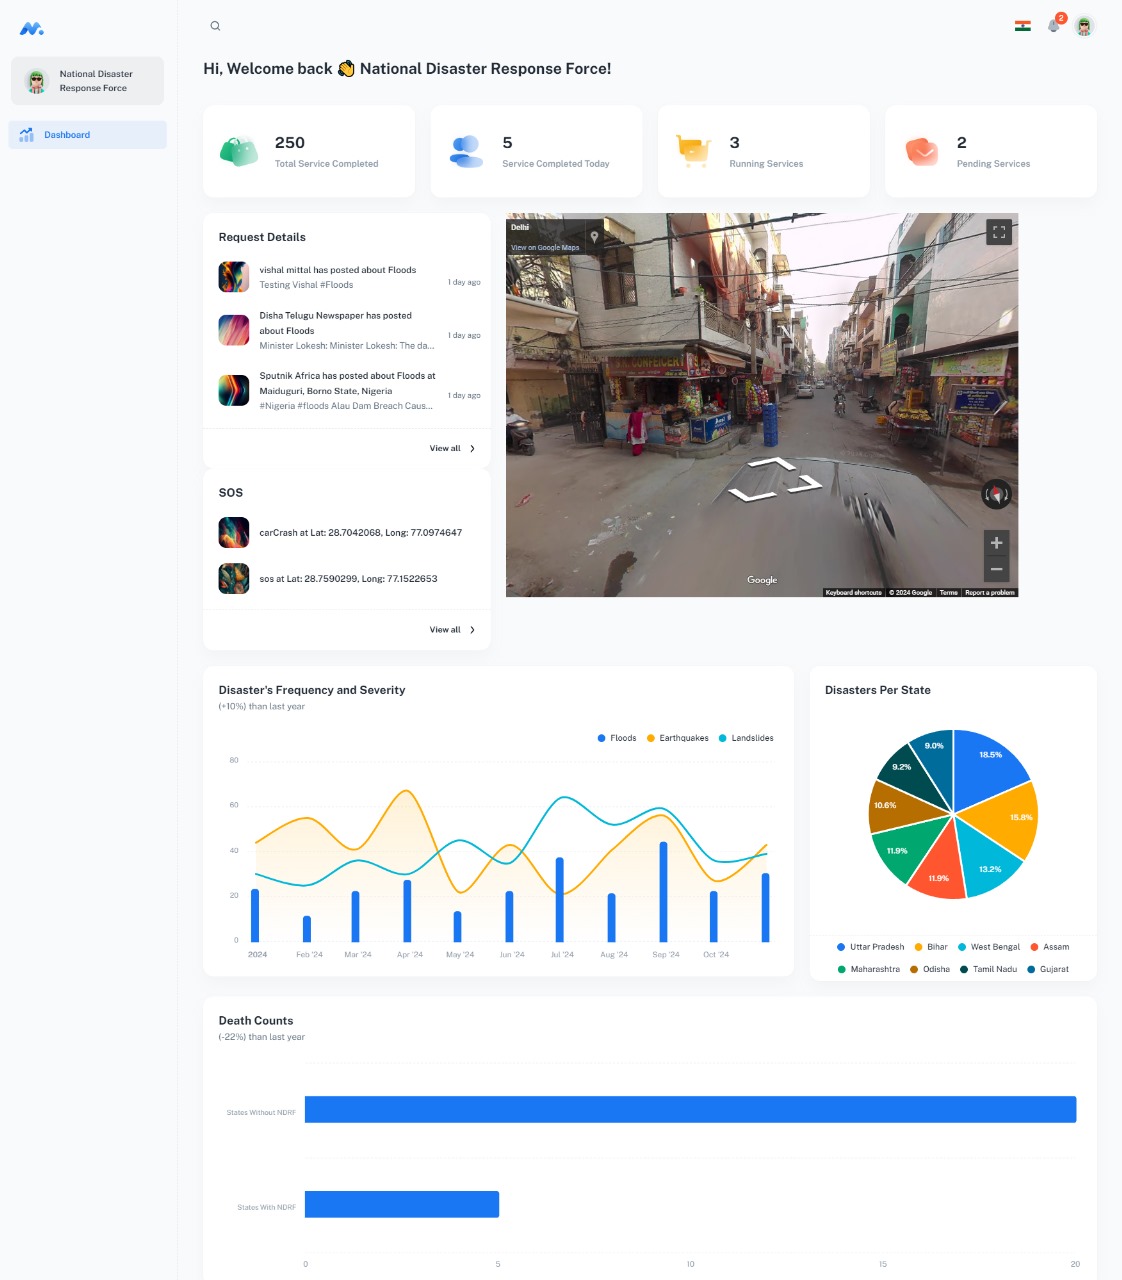 National Disaster
Response Force
Dashboard
2
Hi, Welcome back 👏 National Disaster Response Force!
250
Total Service Completed
5
Service Completed Today
3
Running Services
2
Pending Services
Request Details
vishal mittal has posted about Floods
Testing Vishal #Floods
1 day ago
Disha Telugu Newspaper has posted
about Floods
Minister Lokesh: Minister Lokesh: The da...
1 day ago
Sputnik Africa has posted about Floods at
Maiduguri, Borno State, Nigeria
#Nigeria #floods Alau Dam Breach Caus...
1 day ago
View all
SOS
carCrash at Lat: 28.7042068, Long: 77.0974647
sos at Lat: 28.7590299, Long: 77.1522653
View all
Delhi
View on Google Maps
N
Google
Keyboard shortcuts
© 2024 Google
Terms
Report a problem
Disaster's Frequency and Severity
(+10%) than last year
Floods Earthquakes Landslides
80
60
40
20
0
2024 Feb '24 Mar '24 Apr '24 May '24 Jun '24 Jul '24 Aug '24 Sep '24 Oct '24
Disasters Per State
9.0% 18.5%
9.2%
10.6%
15.8%
11.9%
13.2%
11.9%
Uttar Pradesh Bihar West Bengal Assam
Maharashtra Odisha Tamil Nadu Gujarat
Death Counts
(-22%) than last year
States Without NDRF
States With NDRF
0 5 10 15 20